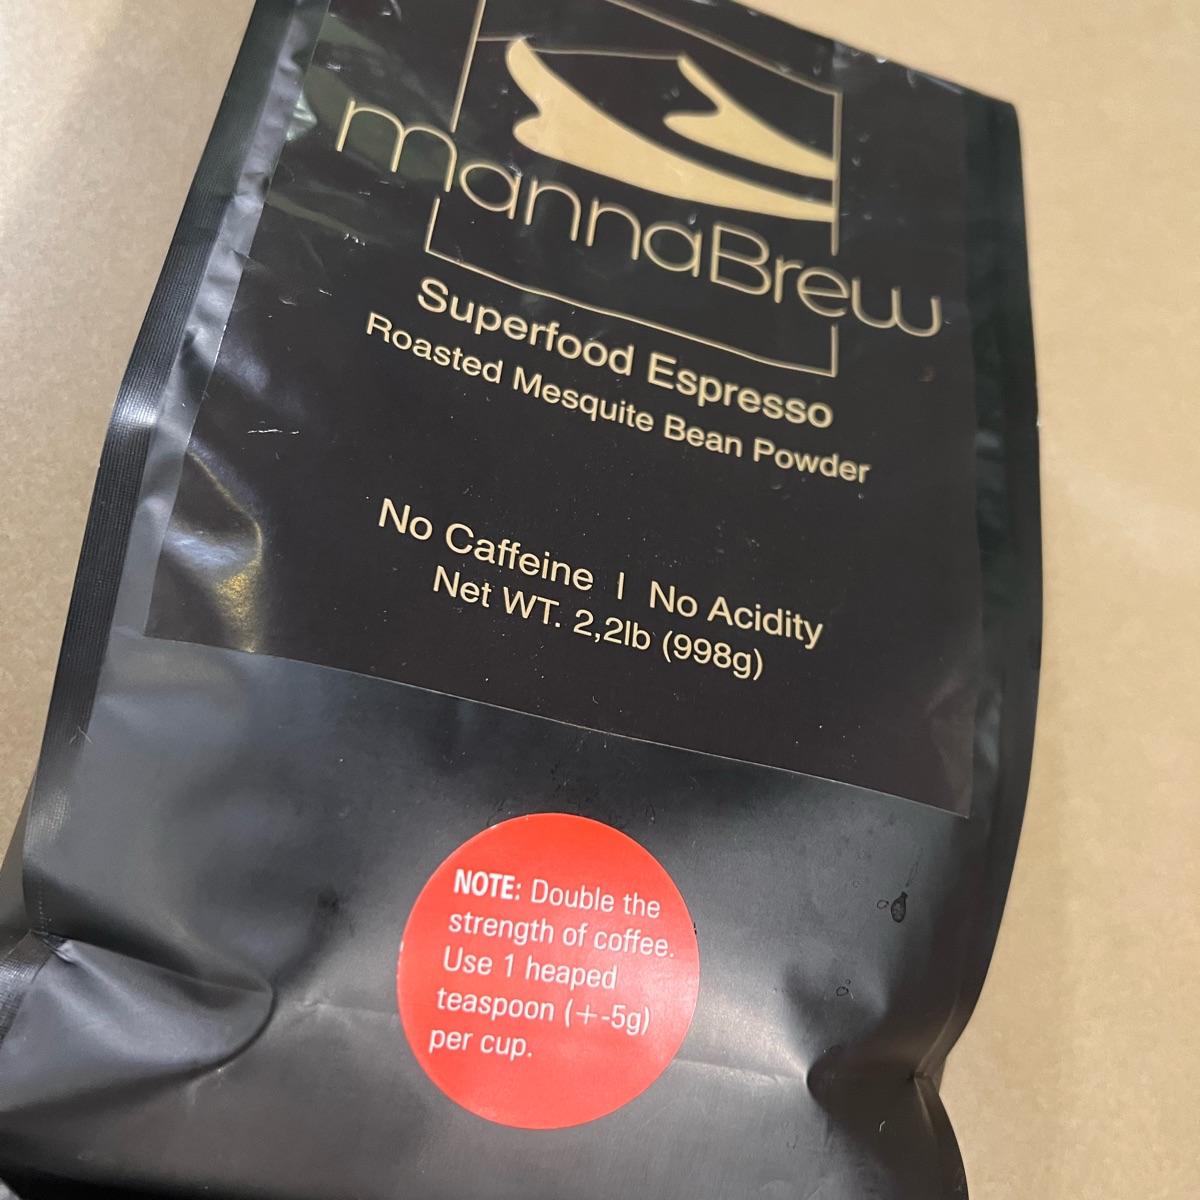 mannaBrew
Superfood Espresso
Roasted Mesquite Bean Powder
No Caffeine | No Acidity
Net WT. 2,2lb (998g)
NOTE: Double the
strength of coffee.
Use 1 heaped
teaspoon (+-5g)
per cup.